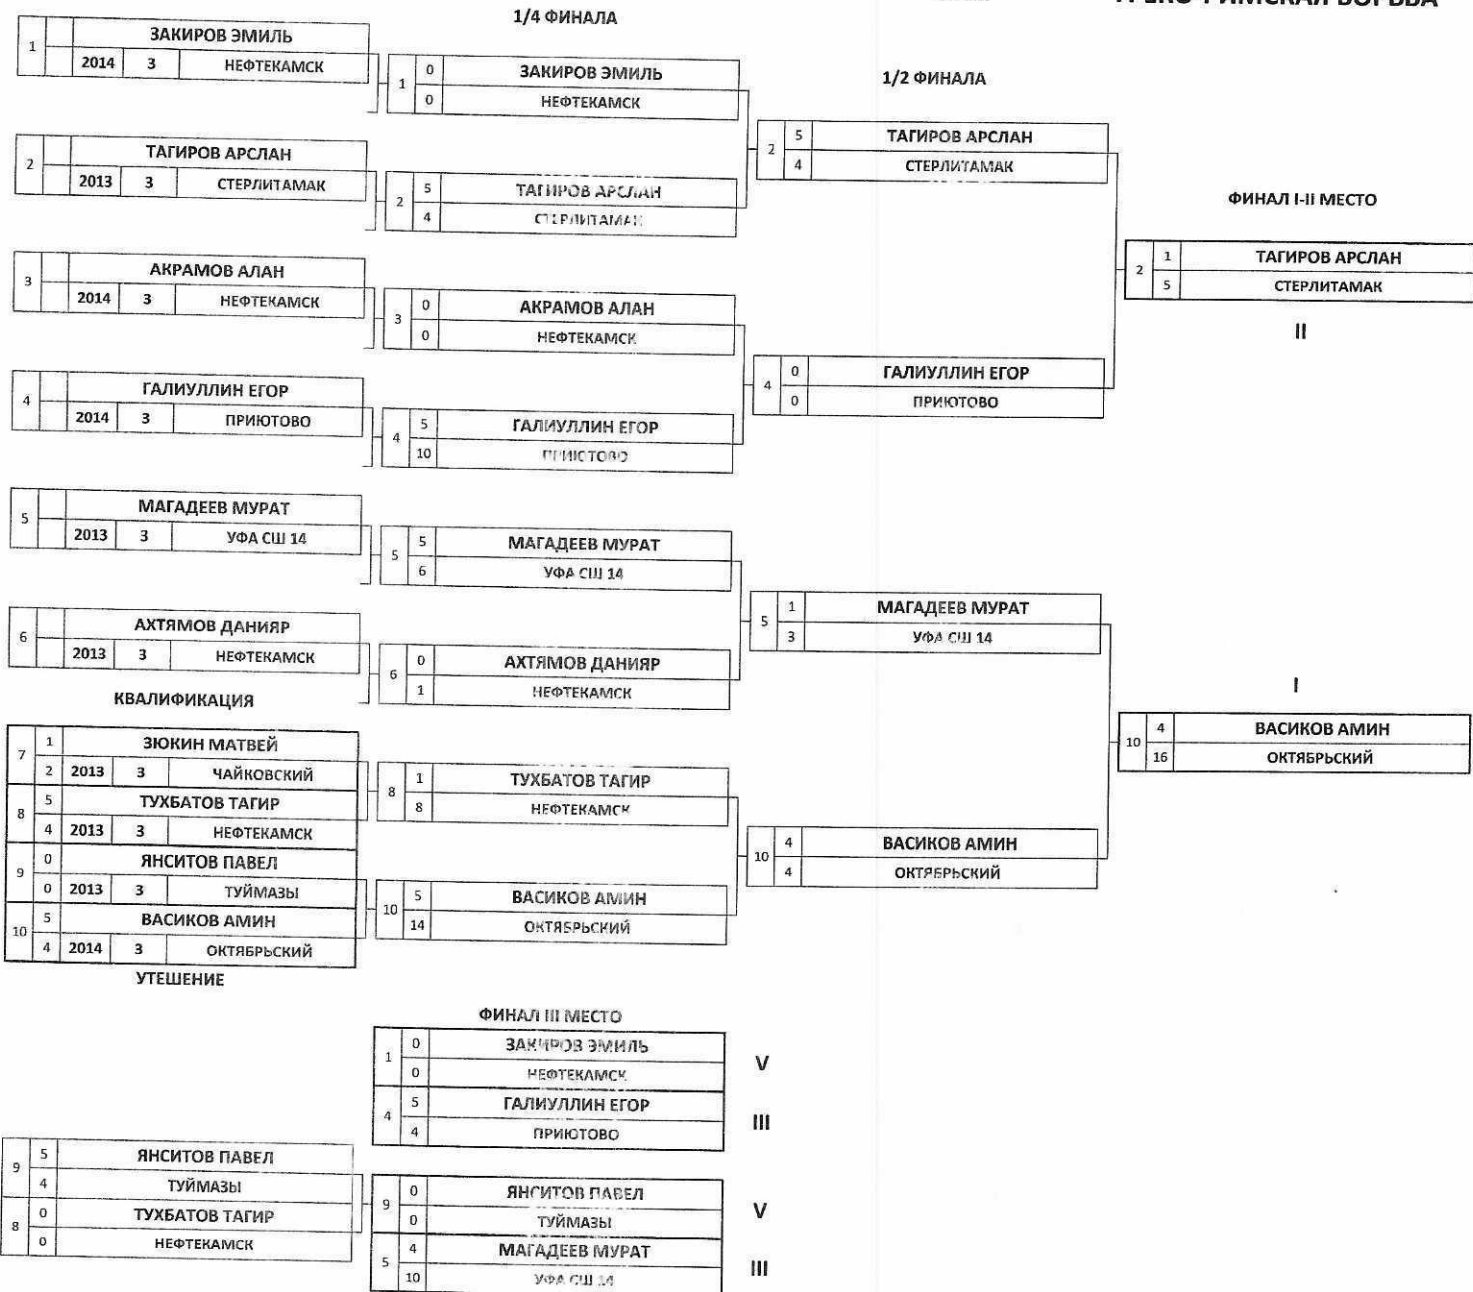 ГРЕКО-РИМСКАЯ БОРЬБА
1/4 ФИНАЛА
1/2 ФИНАЛА
ФИНАЛ I-II МЕСТО
1 ЗАКИРОВ ЭМИЛЬ
2014 3 НЕФТЕКАМСК
2 ТАГИРОВ АРСЛАН
2013 3 СТЕРЛИТАМАК
3 АКРАМОВ АЛАН
2014 3 НЕФТЕКАМСК
4 ГАЛИУЛЛИН ЕГОР
2014 3 ПРИЮТОВО
5 МАГАДЕЕВ МУРАТ
2013 3 УФА СШ 14
6 АХТЯМОВ ДАНИЯР
2013 3 НЕФТЕКАМСК
КВАЛИФИКАЦИЯ
7 1 ЗЮКИН МАТВЕЙ
2 2013 3 ЧАЙКОВСКИЙ
8 5 ТУХБАТОВ ТАГИР
4 2013 3 НЕФТЕКАМСК
9 0 ЯНСИТОВ ПАВЕЛ
0 2013 3 ТУЙМАЗЫ
10 5 ВАСИКОВ АМИН
4 2014 3 ОКТЯБРЬСКИЙ
УТЕШЕНИЕ
1 0 ЗАКИРОВ ЭМИЛЬ
0 НЕФТЕКАМСК
2 5 ТАГИРОВ АРСЛАН
4 СТЕРЛИТАМАК
3 0 АКРАМОВ АЛАН
0 НЕФТЕКАМСК
4 5 ГАЛИУЛЛИН ЕГОР
10 ПРИЮТОВО
5 5 МАГАДЕЕВ МУРАТ
6 УФА СШ 14
6 0 АХТЯМОВ ДАНИЯР
1 НЕФТЕКАМСК
8 1 ТУХБАТОВ ТАГИР
8 НЕФТЕКАМСК
10 5 ВАСИКОВ АМИН
14 ОКТЯБРЬСКИЙ
2 5 ТАГИРОВ АРСЛАН
4 СТЕРЛИТАМАК
4 0 ГАЛИУЛЛИН ЕГОР
0 ПРИЮТОВО
5 1 МАГАДЕЕВ МУРАТ
3 УФА СШ 14
10 4 ВАСИКОВ АМИН
4 ОКТЯБРЬСКИЙ
2 1 ТАГИРОВ АРСЛАН
5 СТЕРЛИТАМАК
II
I
10 4 ВАСИКОВ АМИН
16 ОКТЯБРЬСКИЙ
ФИНАЛ III МЕСТО
1 0 ЗАКИРОВ ЭМИЛЬ V
0 НЕФТЕКАМСК
4 5 ГАЛИУЛЛИН ЕГОР III
4 ПРИЮТОВО
9 5 ЯНСИТОВ ПАВЕЛ
4 ТУЙМАЗЫ
8 0 ТУХБАТОВ ТАГИР
0 НЕФТЕКАМСК
9 0 ЯНСИТОВ ПАВЕЛ V
0 ТУЙМАЗЫ
5 4 МАГАДЕЕВ МУРАТ III
10 УФА СШ 14